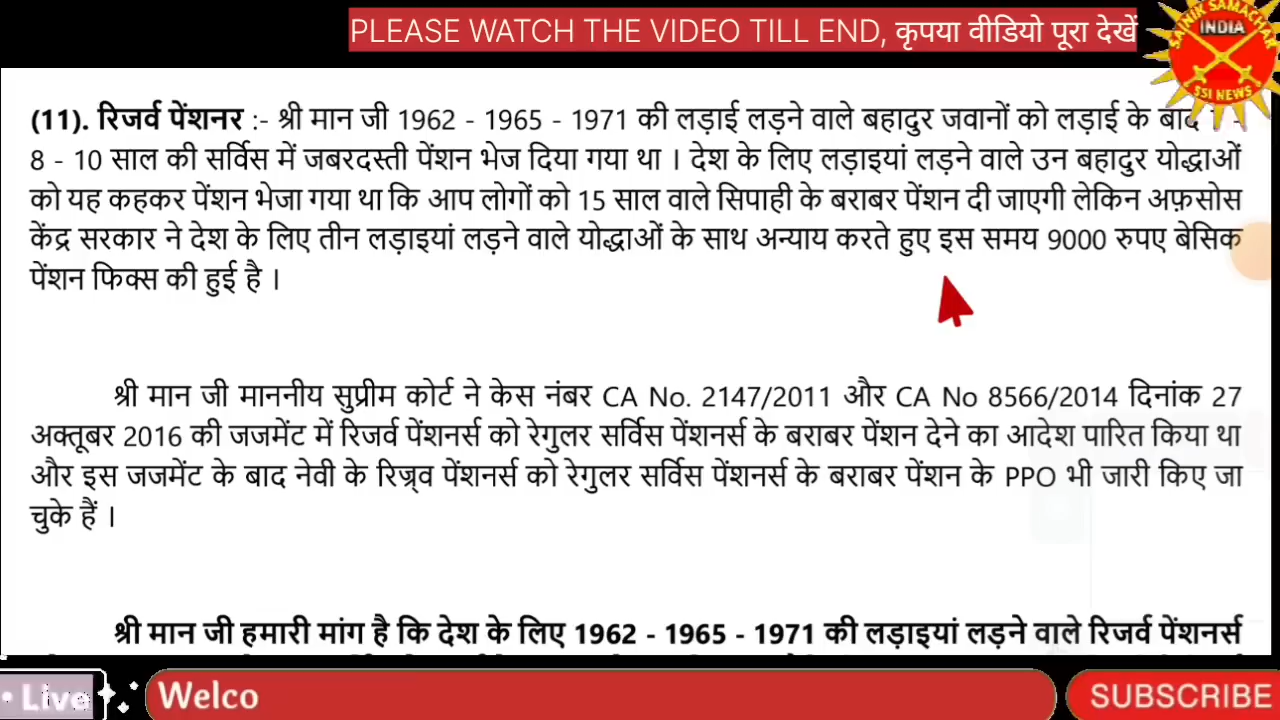 PLEASE WATCH THE VIDEO TILL END, कृपया वीडियो पूरा देखें
SAINIK SAMACHAR
INDIA
SSI NEWS
(11). रिजर्व पेंशनर :- श्री मान जी 1962 - 1965 - 1971 की लड़ाई लड़ने वाले बहादुर जवानों को लड़ाई के बाद
8 - 10 साल की सर्विस में जबरदस्ती पेंशन भेज दिया गया था । देश के लिए लड़ाइयां लड़ने वाले उन बहादुर योद्धाओं
को यह कहकर पेंशन भेजा गया था कि आप लोगों को 15 साल वाले सिपाही के बराबर पेंशन दी जाएगी लेकिन अफ़सोस
केंद्र सरकार ने देश के लिए तीन लड़ाइयां लड़ने वाले योद्धाओं के साथ अन्याय करते हुए इस समय 9000 रुपए बेसिक
पेंशन फिक्स की हुई है ।
श्री मान जी माननीय सुप्रीम कोर्ट ने केस नंबर CA No. 2147/2011 और CA No 8566/2014 दिनांक 27
अक्तूबर 2016 की जजमेंट में रिजर्व पेंशनर्स को रेगुलर सर्विस पेंशनर्स के बराबर पेंशन देने का आदेश पारित किया था
और इस जजमेंट के बाद नेवी के रिज़्र्व पेंशनर्स को रेगुलर सर्विस पेंशनर्स के बराबर पेंशन के PPO भी जारी किए जा
चुके हैं ।
श्री मान जी हमारी मांग है कि देश के लिए 1962 - 1965 - 1971 की लड़ाइयां लड़ने वाले रिजर्व पेंशनर्स
• Live
Welco
SUBSCRIBE